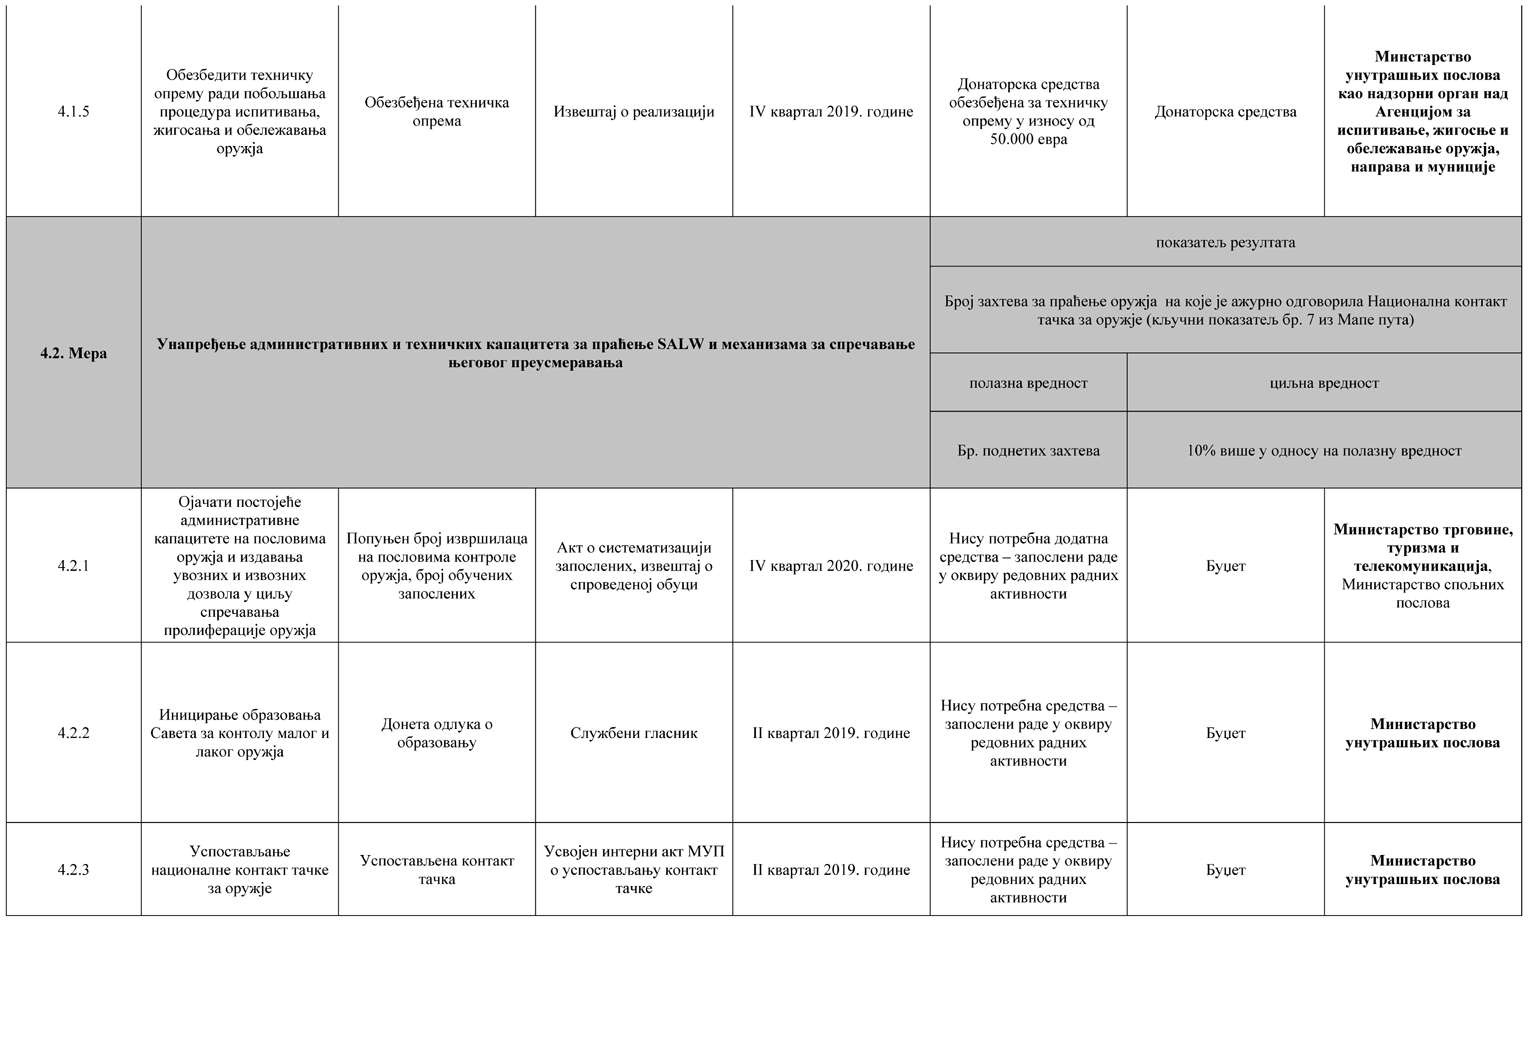 4.1.5
Обезбедити техничку
опрему ради побољшања
процедура испитивања,
жигосања и обележавања
оружја
Обезбеђена техничка
опрема
Извештај о реализацији
IV квартал 2019. године
Донаторска средства
обезбеђена за техничку
опрему у износу од
50.000 евра
Донаторска средства
Минстарство
унутрашњих послова
као надзорни орган над
Агенцијом за
испитивање, жигосње и
обележавање оружја,
направа и муниције
4.2. Мера
Унапређење административних и техничких капацитета за праћење SALW и механизама за спречавање
његовог преусмеравања
показатељ резултата
Број захтева за праћење оружја на које је ажурно одговорила Национална контакт
тачка за оружје (кључни показатељ бр. 7 из Мапе пута)
полазна вредност
циљна вредност
Бр. поднетих захтева
10% више у односу на полазну вредност
4.2.1
Ојачати постојеће
административне
капацитете на пословима
оружја и издавања
увозних и извозних
дозвола у циљу
спречавања
пролиферације оружја
Попуњен број извршилаца
на пословима контроле
оружја, број обучених
запослених
Акт о систематизацији
запослених, извештај о
спроведеној обуци
IV квартал 2020. године
Нису потребна додатна
средства – запослени раде
у оквиру редовних радних
активности
Буџет
Министарство трговине,
туризма и
телекомуникација,
Министарство спољних
послова
4.2.2
Иницирање образовања
Савета за контолу малог и
лаког оружја
Донета одлука о
образовању
Службени гласник
II квартал 2019. године
Нису потребна средства –
запослени раде у оквиру
редовних радних
активности
Буџет
Министарство
унутрашњих послова
4.2.3
Успостављање
националне контакт тачке
за оружје
Успостављена контакт
тачка
Усвојен интерни акт МУП
о успостављању контакт
тачке
II квартал 2019. године
Нису потребна средства –
запослени раде у оквиру
редовних радних
активности
Буџет
Министарство
унутрашњих послова